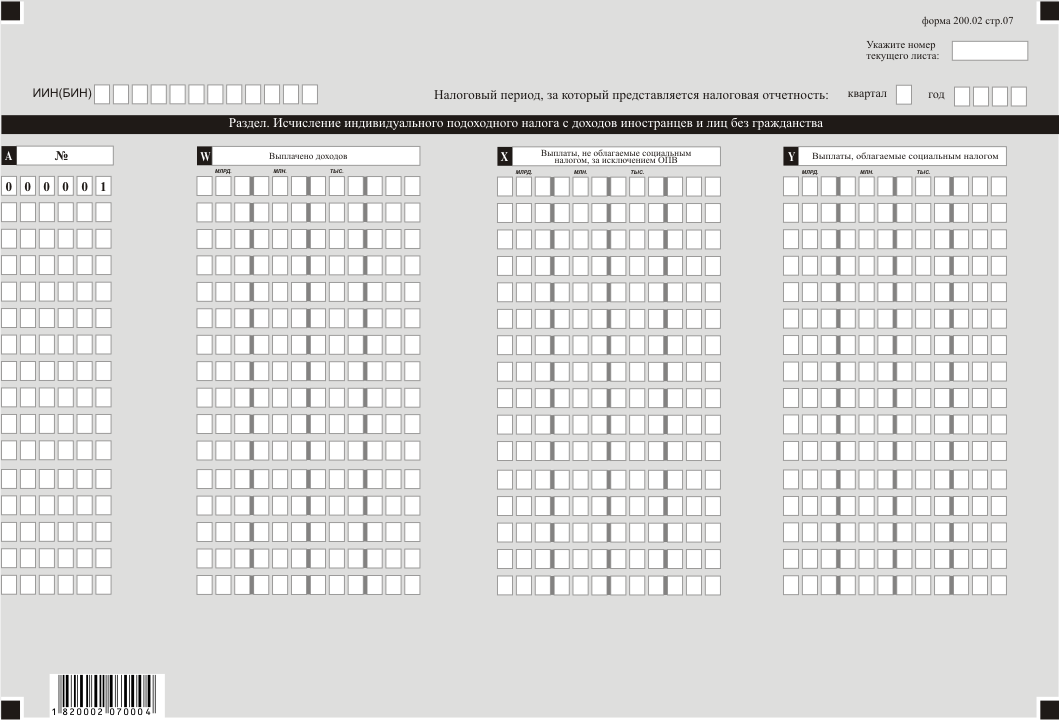 форма 200.02 стр.07
Укажите номер
текущего листа:
ИИН(БИН)
Налоговый период, за который представляется налоговая отчетность: квартал год
Раздел. Исчисление индивидуального подоходного налога с доходов иностранцев и лиц без гражданства
A №
W Выплачено доходов
X Выплаты, не облагаемые социальным
налогом, за исключением ОПВ
Y Выплаты, облагаемые социальным налогом
млрд. млн. тыс. млрд. млн. тыс. млрд. млн. тыс.
0 0 0 0 0 1
1 820002 070004